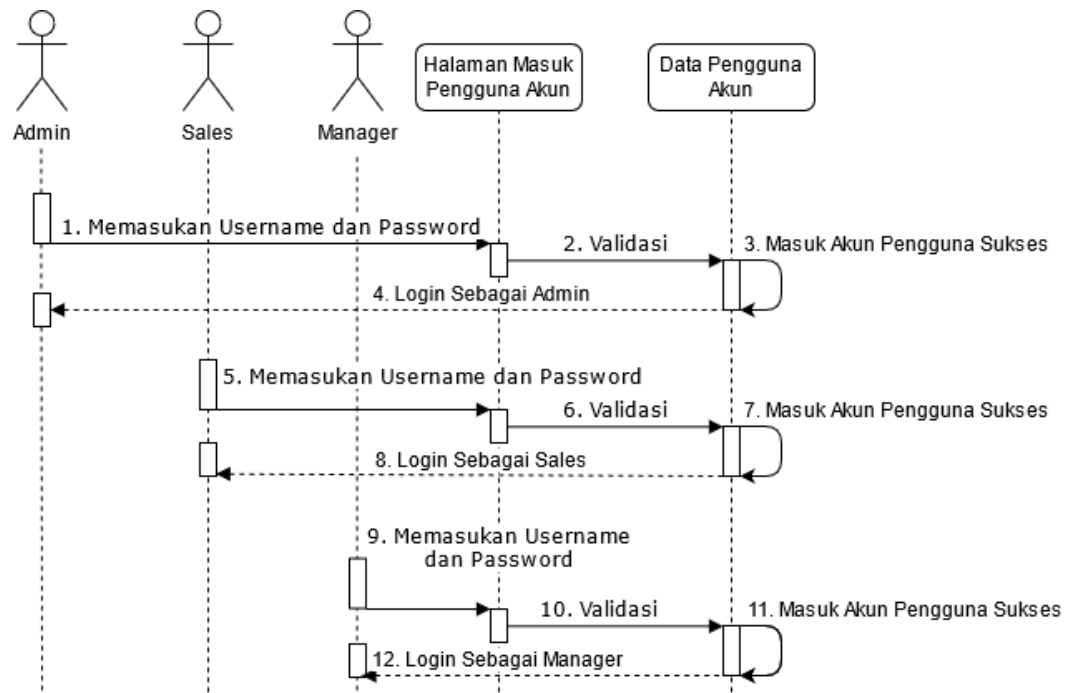 Halaman Masuk
Pengguna Akun
Data Pengguna
Akun
Admin
Sales
Manager
1. Memasukan Username dan Password
2. Validasi
3. Masuk Akun Pengguna Sukses
4. Login Sebagai Admin
5. Memasukan Username dan Password
6. Validasi
7. Masuk Akun Pengguna Sukses
8. Login Sebagai Sales
9. Memasukan Username
dan Password
10. Validasi
11. Masuk Akun Pengguna Sukses
12. Login Sebagai Manager